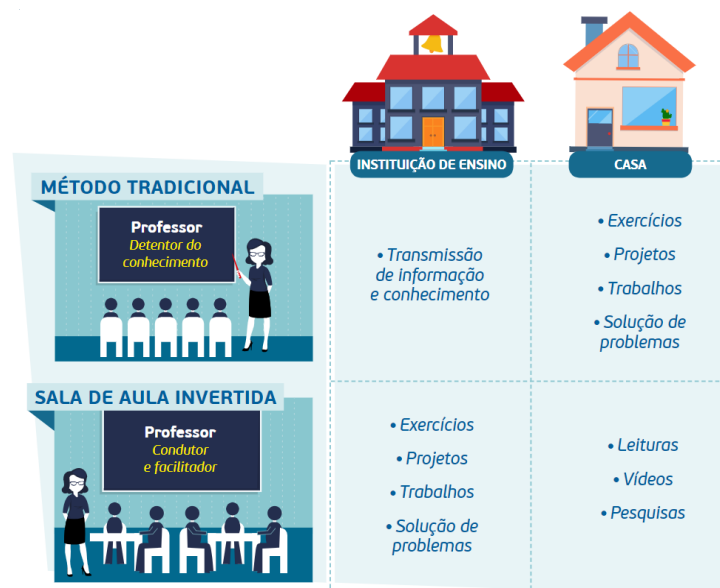 INSTITUIÇÃO DE ENSINO
CASA
MÉTODO TRADICIONAL
Professor
Detentor do
conhecimento
• Transmissão
de informação
e conhecimento
• Exercícios
• Projetos
• Trabalhos
• Solução de
problemas
SALA DE AULA INVERTIDA
Professor
Condutor
e facilitador
• Exercícios
• Projetos
• Trabalhos
• Solução de
problemas
• Leituras
• Vídeos
• Pesquisas